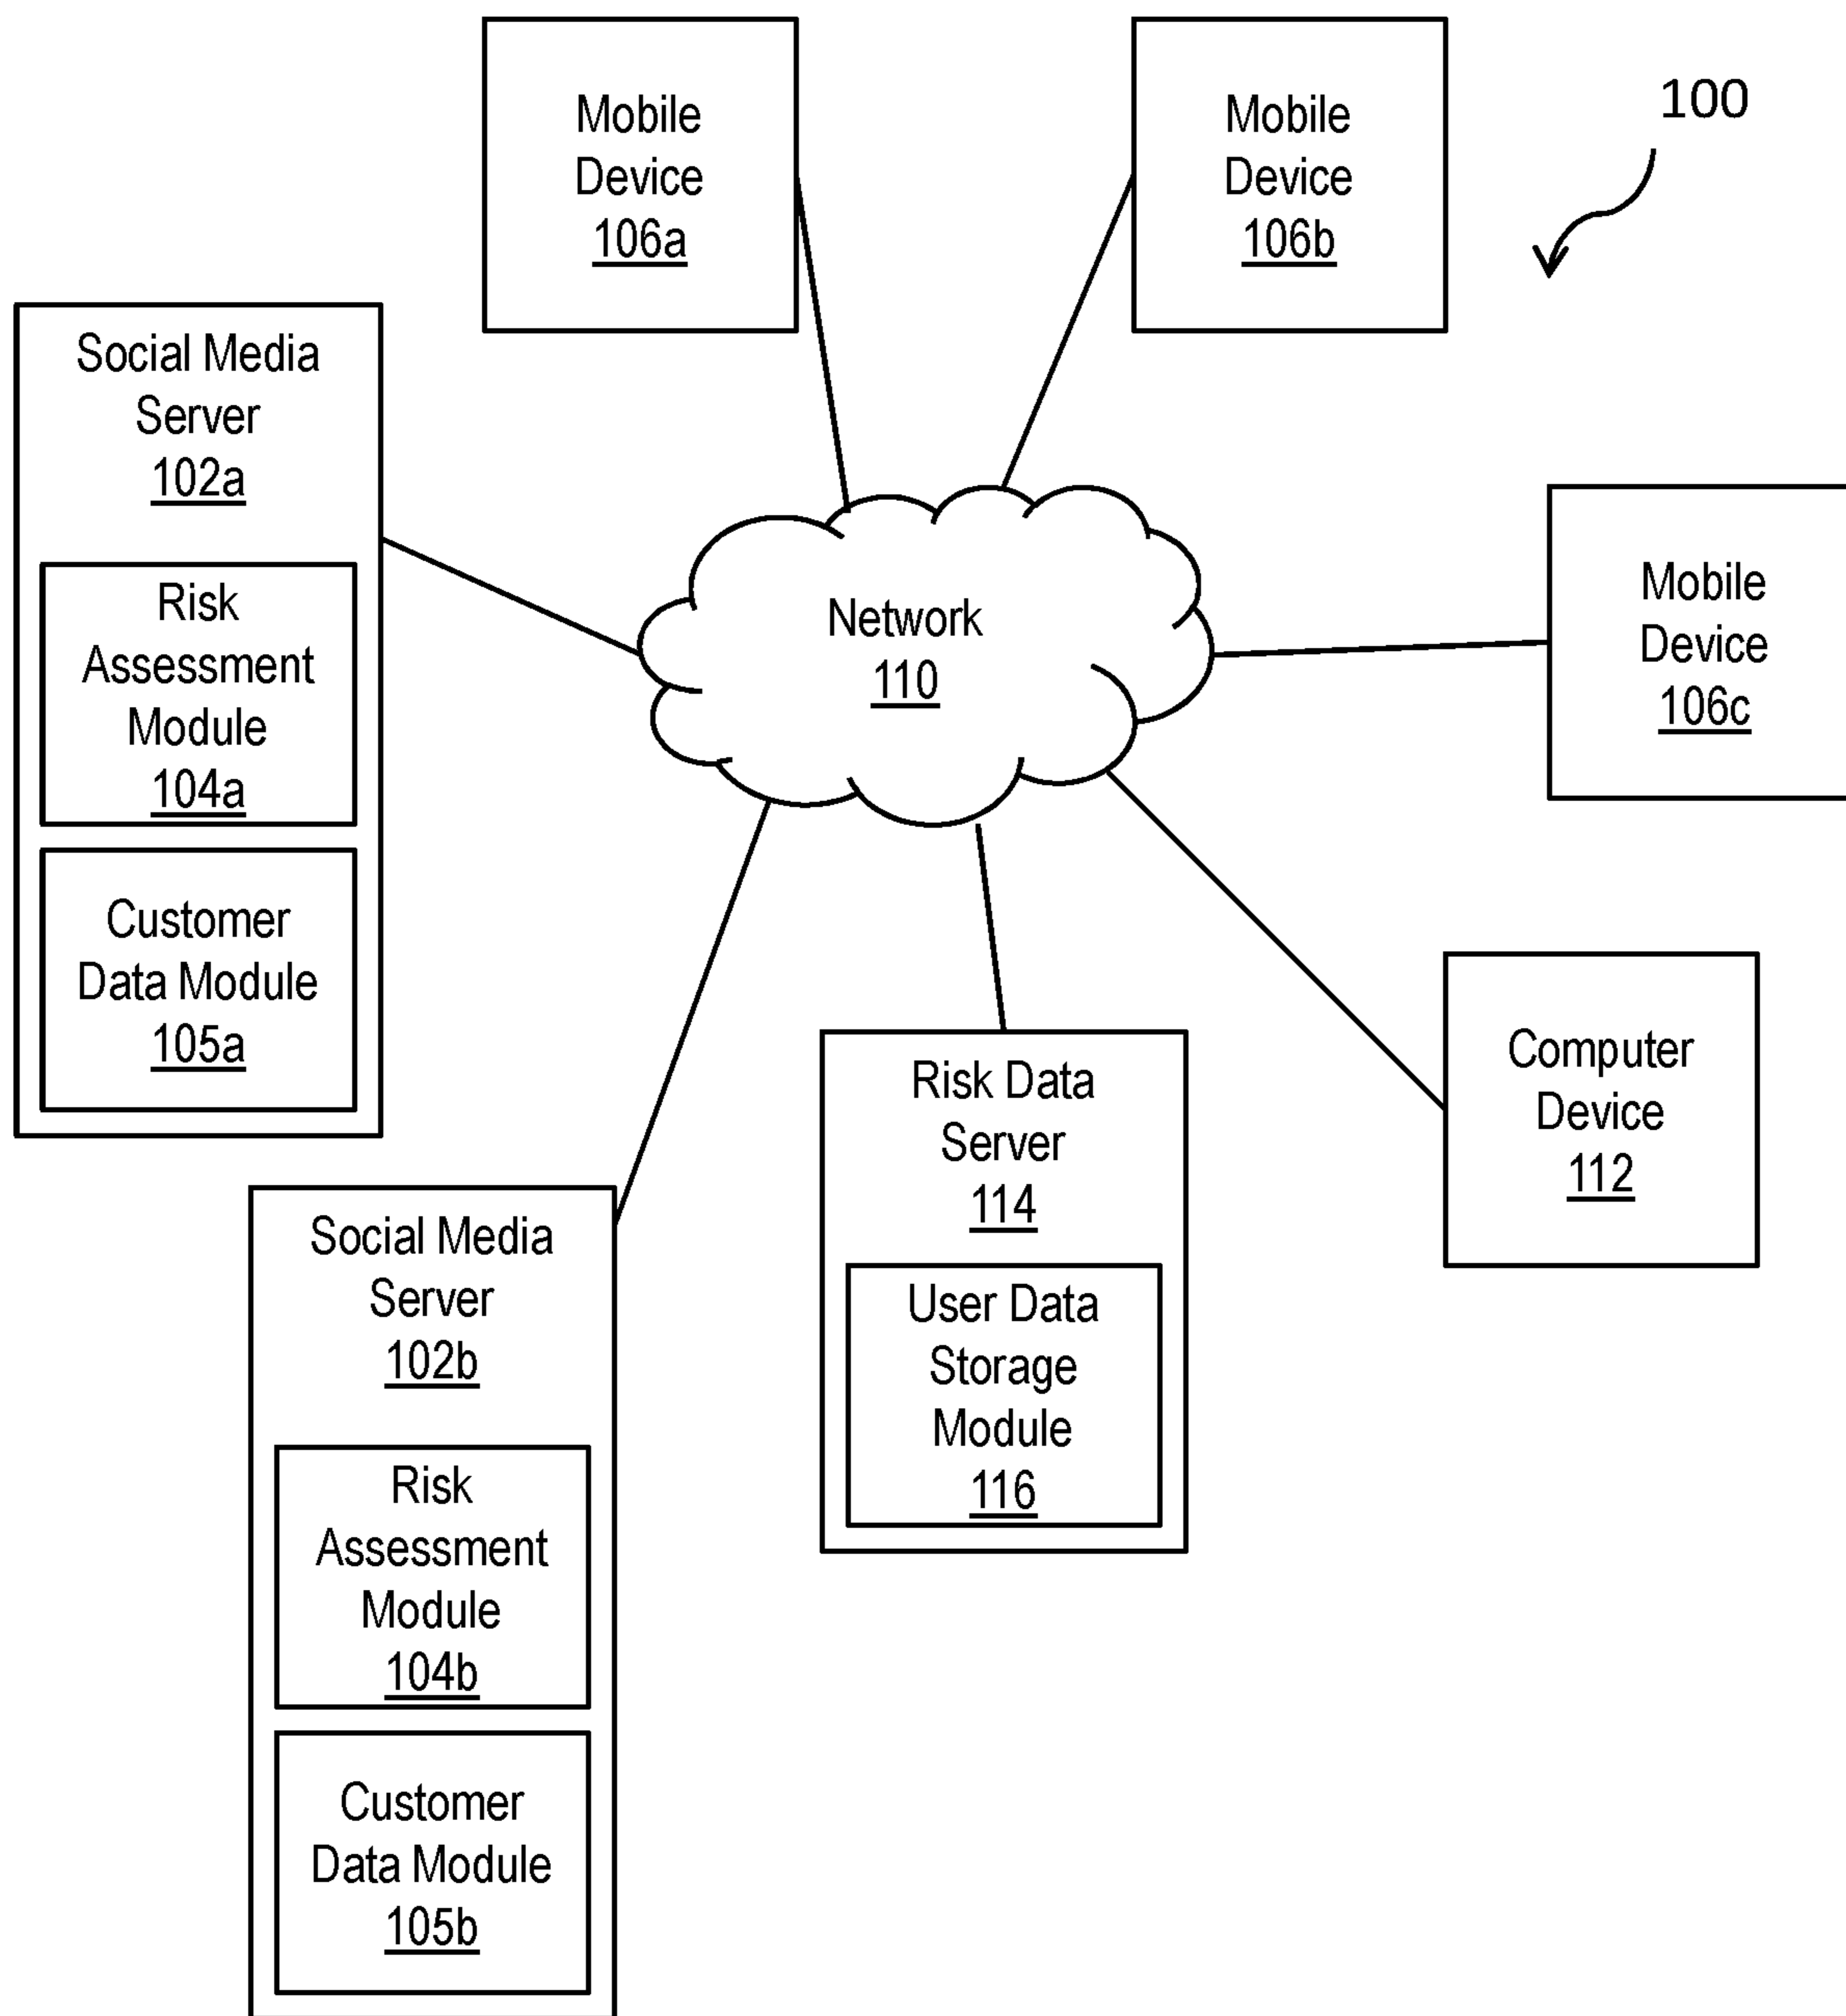 Mobile
Device
106a
Mobile
Device
106b
100
Social Media
Server
102a
Risk
Assessment
Module
104a
Customer
Data Module
105a
Network
110
Mobile
Device
106c
Computer
Device
112
Risk Data
Server
114
User Data
Storage
Module
116
Social Media
Server
102b
Risk
Assessment
Module
104b
Customer
Data Module
105b